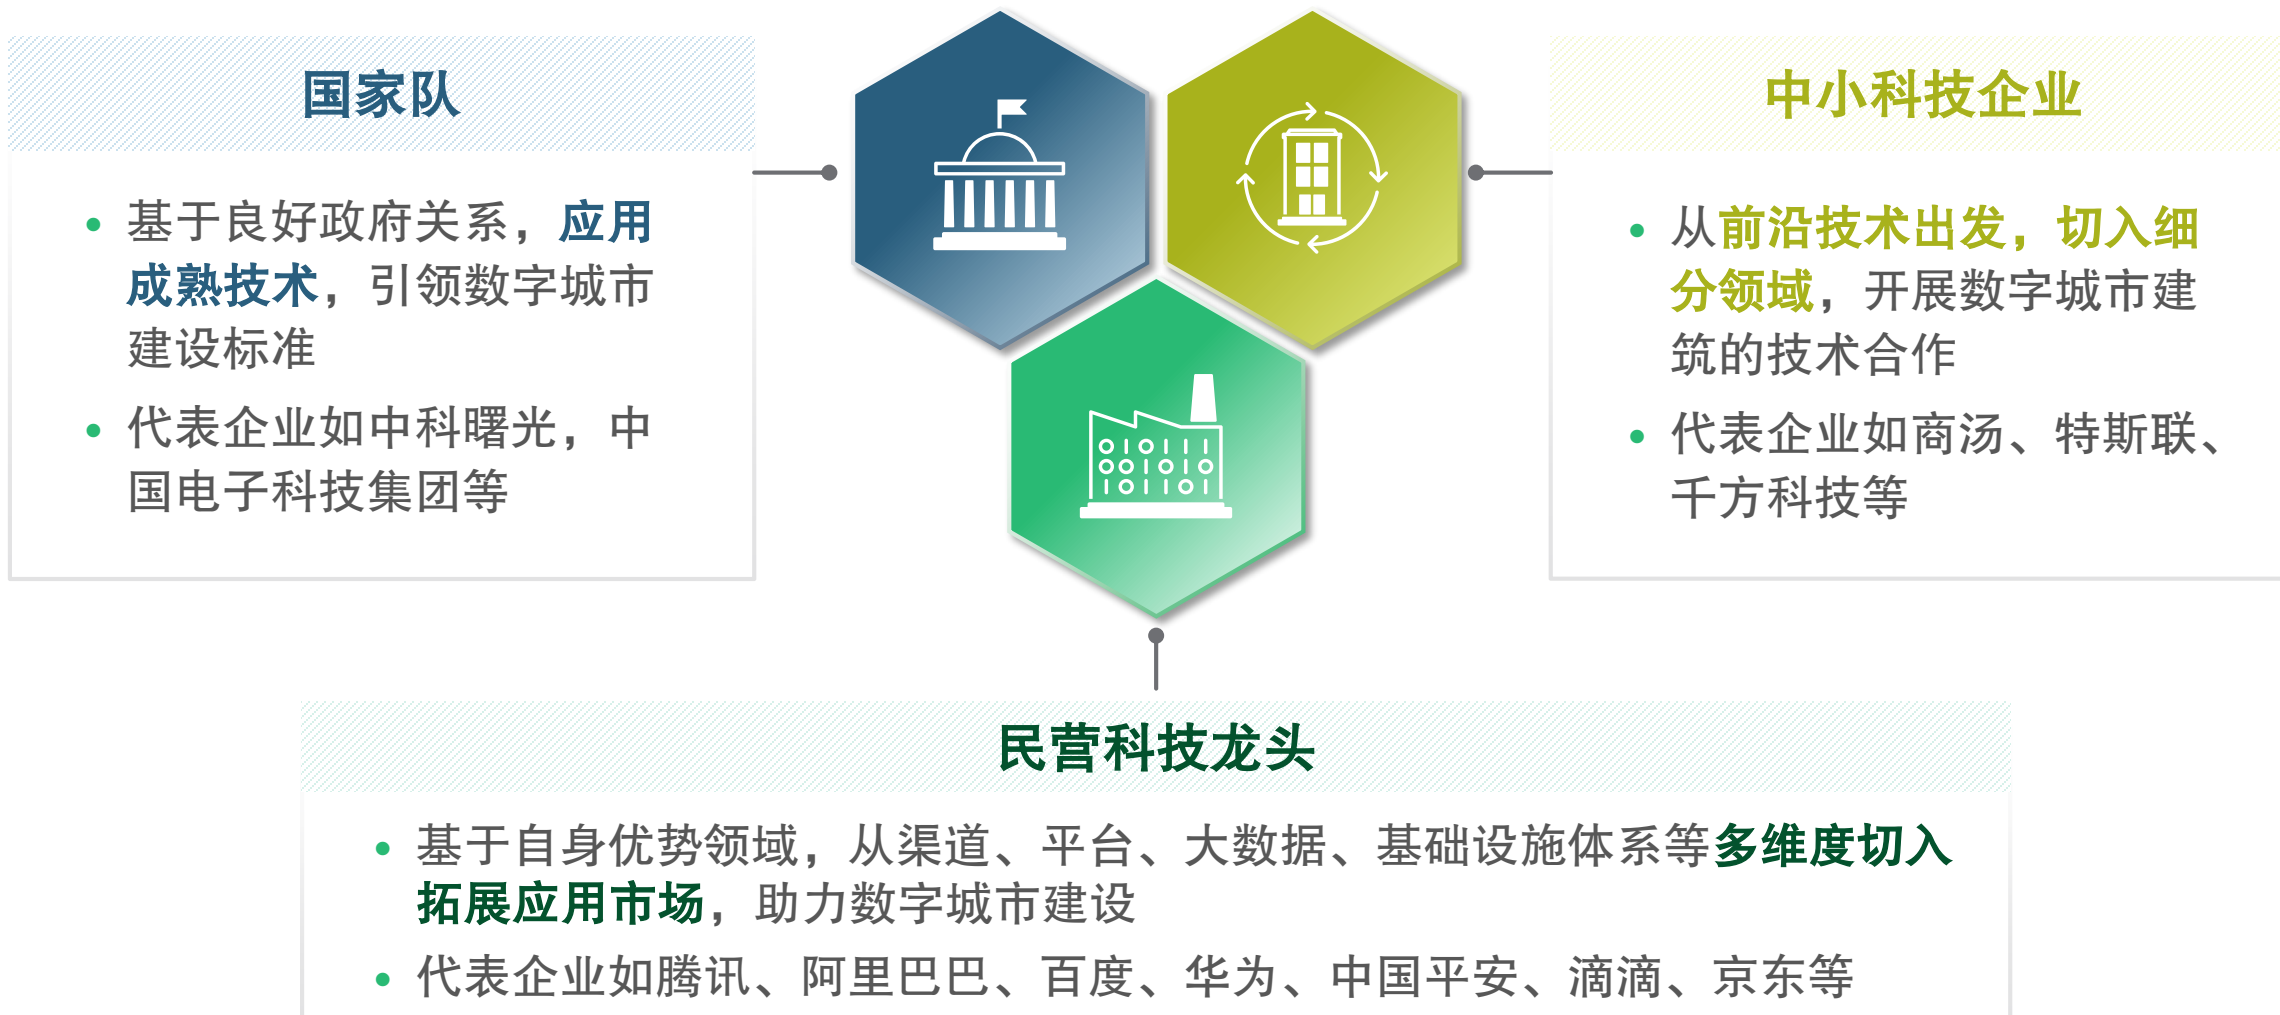 国家队
基于良好政府关系，应用
成熟技术，引领数字城市
建设标准
代表企业如中科曙光，中
国电子科技集团等
中小科技企业
从前沿技术出发，切入细
分领域，开展数字城市建
筑的技术合作
代表企业如商汤、特斯联、
千方科技等
民营科技龙头
基于自身优势领域，从渠道、平台、大数据、基础设施体系等多维度切入
拓展应用市场，助力数字城市建设
代表企业如腾讯、阿里巴巴、百度、华为、中国平安、滴滴、京东等